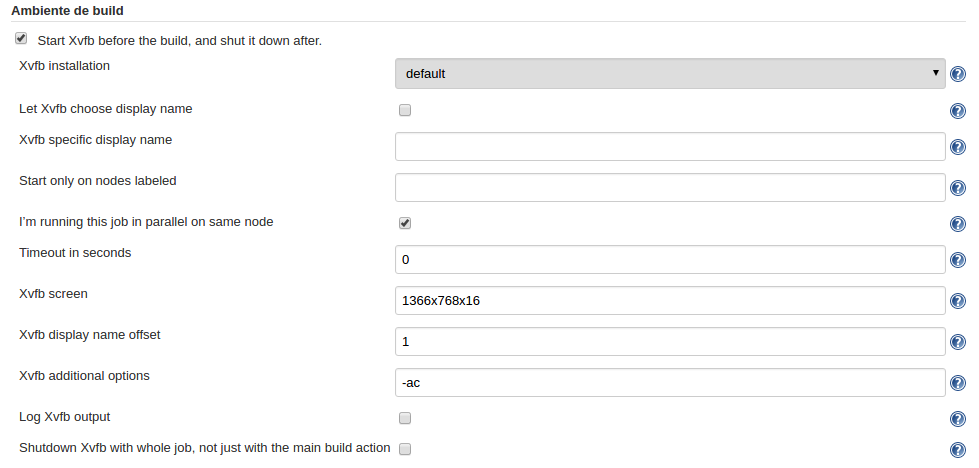 Ambiente de build
Start Xvfb before the build, and shut it down after.
Xvfb installation
default
Let Xvfb choose display name
Xvfb specific display name
Start only on nodes labeled
I'm running this job in parallel on same node
Timeout in seconds
0
Xvfb screen
1366x768x16
Xvfb display name offset
1
Xvfb additional options
-ac
Log Xvfb output
Shutdown Xvfb with whole job, not just with the main build action